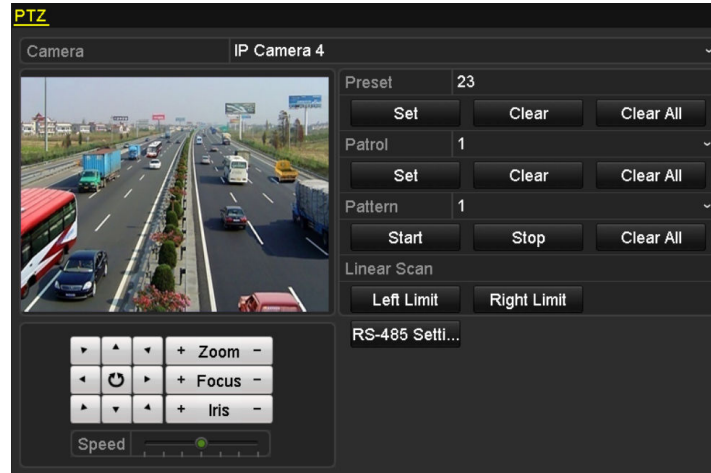 PTZ
Camera IP Camera 4
Preset 23
Set Clear Clear All
Patrol 1
Set Clear Clear All
Pattern 1
Start Stop Clear All
Linear Scan
Left Limit Right Limit
RS-485 Setti...
+ Zoom -
+ Focus -
+ Iris -
Speed